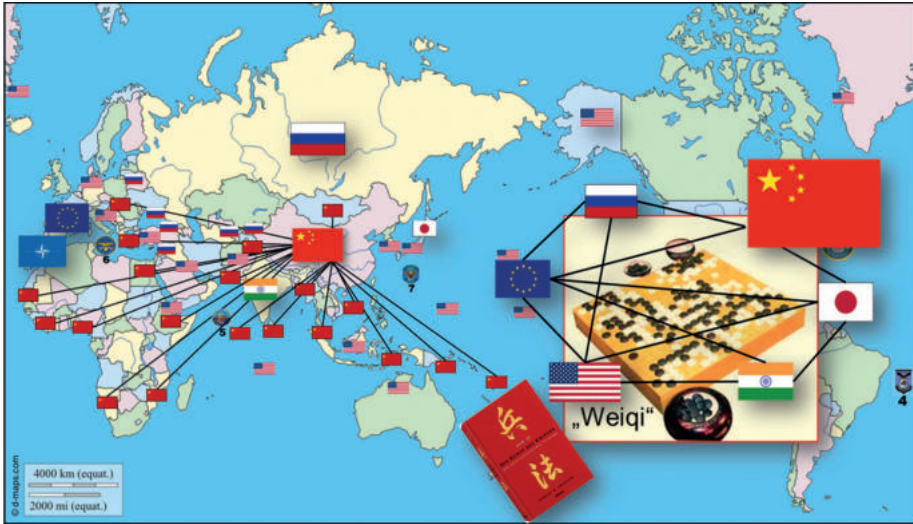 6
7
5
4
„Weiqi“
兵
法
4000 km (equat.)
2000 mi (equat.)
© d-maps.com